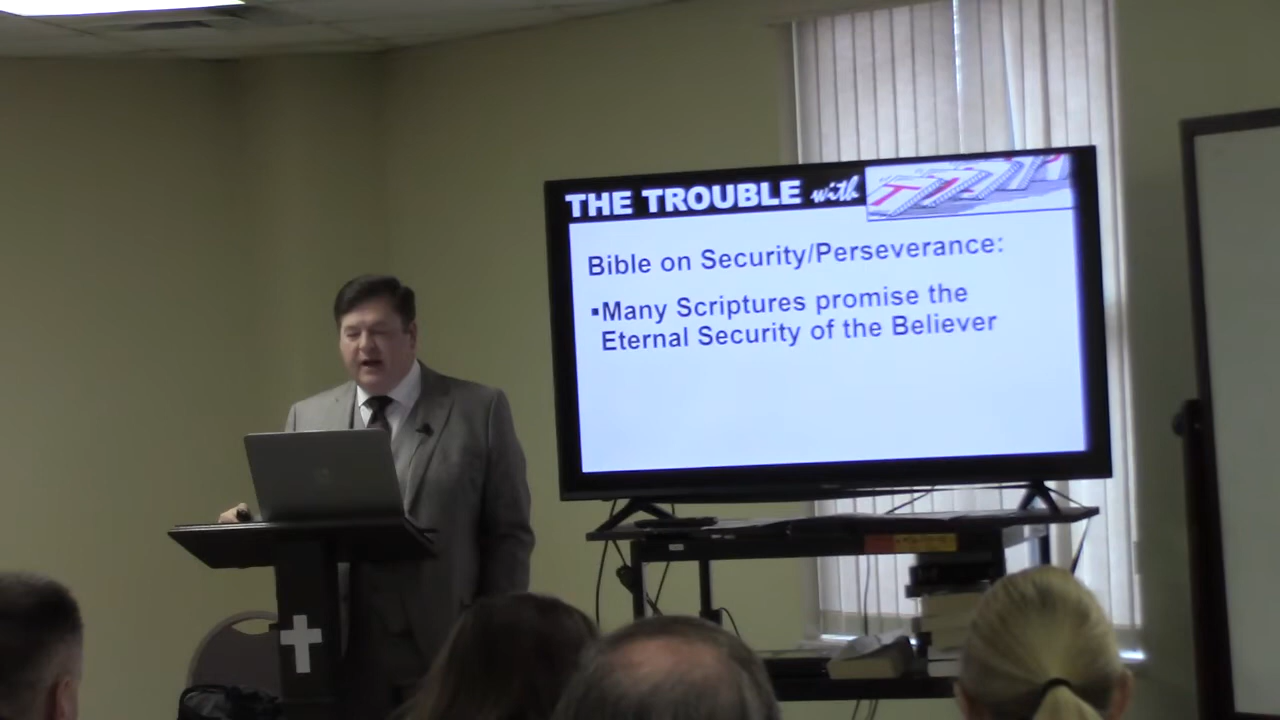 THE TROUBLE with
Bible on Security/Perseverance:
▪Many Scriptures promise the
Eternal Security of the Believer